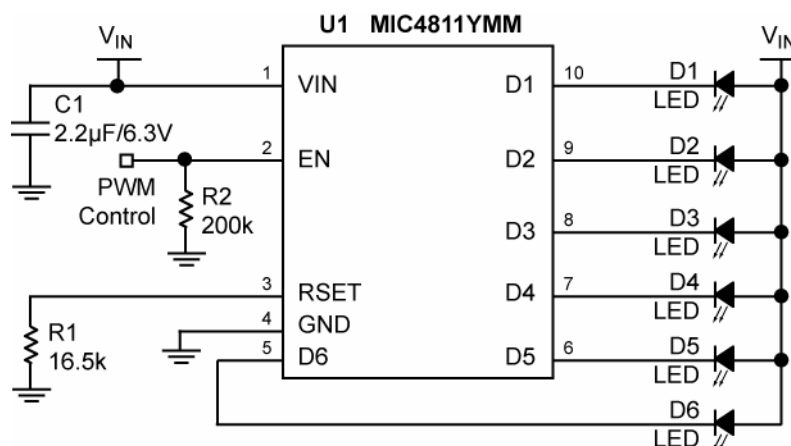 U1 MIC4811YMM
V_IN
V_IN
1
VIN
D1
10
D1
LED
C1
2.2µF/6.3V
2
EN
D2
9
D2
LED
PWM
Control
R2
200k
D3
8
D3
LED
3
RSET
D4
7
D4
LED
4
GND
R1
16.5k
5
D6
D5
6
D5
LED
D6
LED